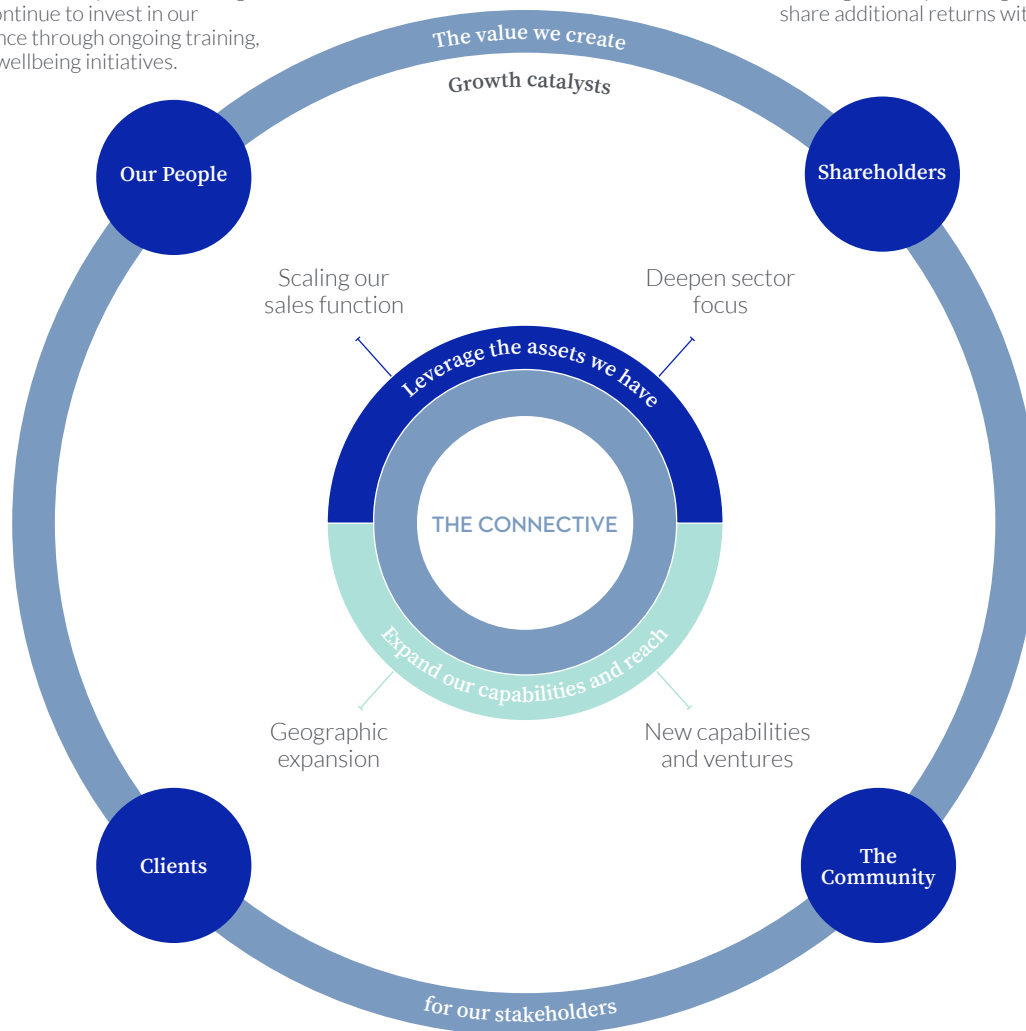 ontinue to invest in our
nce through ongoing training,
wellbeing initiatives.
share additional returns wit
The value we create
Growth catalysts
Our People
Shareholders
Scaling our
sales function
Deepen sector
focus
Leverage the assets we have
THE CONNECTIVE
Expand our capabilities and reach
Geographic
expansion
New capabilities
and ventures
Clients
The
Community
for our stakeholders